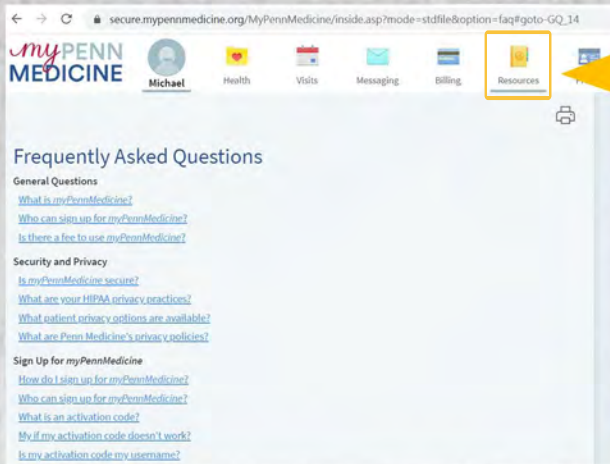 secure.mypennmedicine.org/MyPennMedicine/inside.asp?mode=stdfile&option=faq#goto-GQ_14
my PENN
MEDICINE
Michael
Health
Visits
Messaging
Billing
Resources
Frequently Asked Questions
General Questions
What is myPennMedicine?
Who can sign up for myPennMedicine?
Is there a fee to use myPennMedicine?
Security and Privacy
Is myPennMedicine secure?
What are your HIPAA privacy practices?
What patient privacy options are available?
What are Penn Medicine's privacy policies?
Sign Up for myPennMedicine
How do I sign up for myPennMedicine?
Who can sign up for myPennMedicine?
What is an activation code?
My if my activation code doesn't work?
Is my activation code my username?